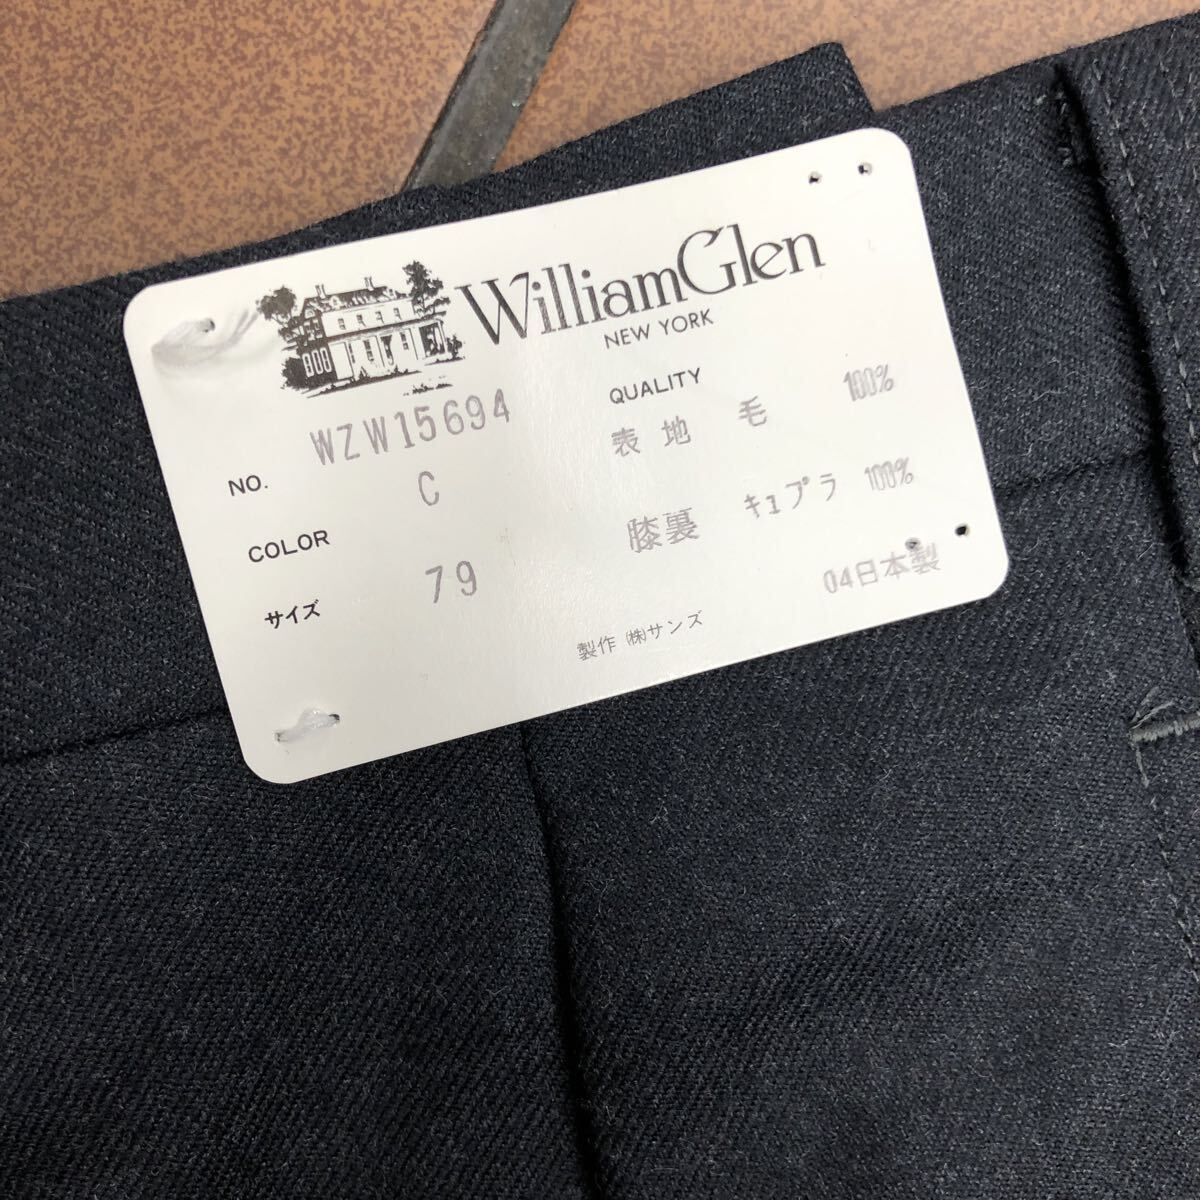 WilliamGlen
NEW YORK
NO. WZW15694
COLOR C
サイズ 79
QUALITY
表地 毛 100%
膝裏 キュプラ 100%
04日本製
製作 ㈱サンズ